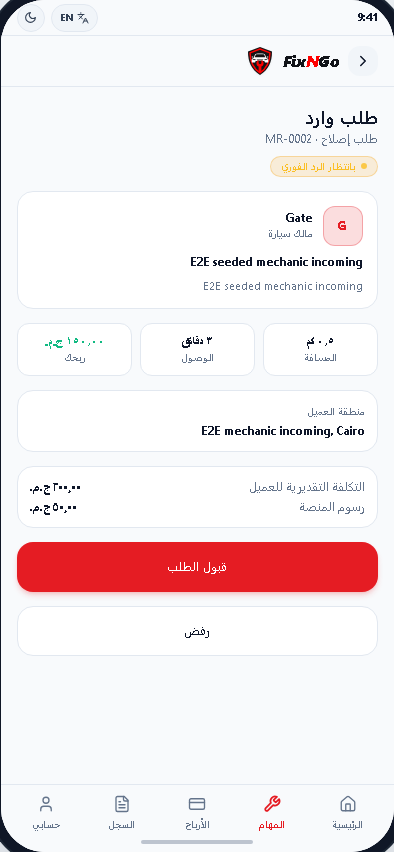 9:41
EN
FixNGo
طلب وارد
طلب إصلاح · MR-0002
بانتظار الرد الفوري
G
Gate
مالك سيارة
E2E seeded mechanic incoming
E2E seeded mechanic incoming
٠٫٥ كم
المسافة
٣ دقائق
الوصول
١٥٠٫٠٠ ج.م.
ربحك
منطقة العميل
E2E mechanic incoming, Cairo
التكلفة التقديرية للعميل ٢٠٠٫٠٠ ج.م.
رسوم المنصة ٥٠٫٠٠ ج.م.
قبول الطلب
رفض
الرئيسية
المهام
الأرباح
السجل
حسابي